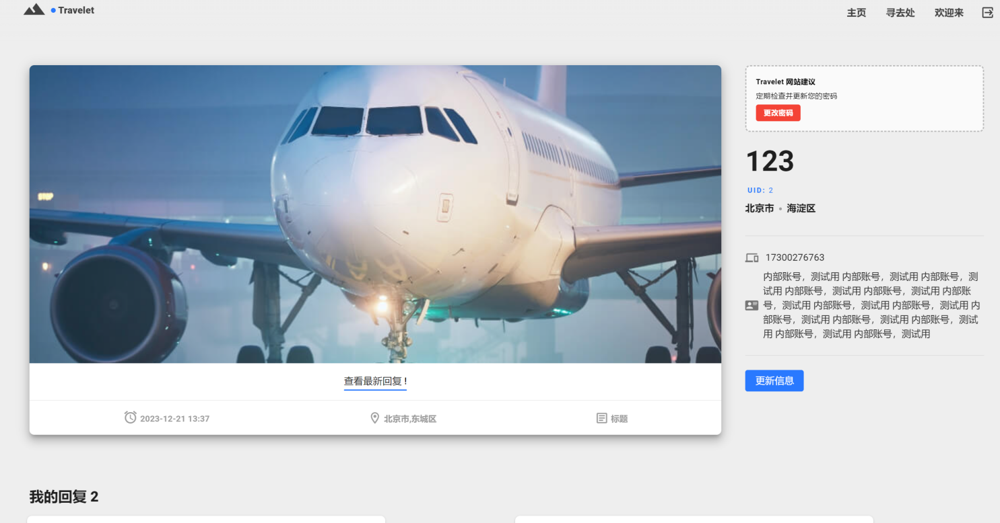 Travelet
主页
寻去处
欢迎来
Travelet 网站建议
定期检查并更新您的密码
更改密码
123
UID: 2
北京市 • 海淀区
17300276763
内部账号，测试用 内部账号，测试用 内部账号，测
试用 内部账号，测试用 内部账号，测试用 内部账
号，测试用 内部账号，测试用 内部账号，测试用 内
部账号，测试用 内部账号，测试用 内部账号，测试
用 内部账号，测试用 内部账号，测试用
更新信息
查看最新回复 !
2023-12-21 13:37
北京市,东城区
标题
我的回复 2